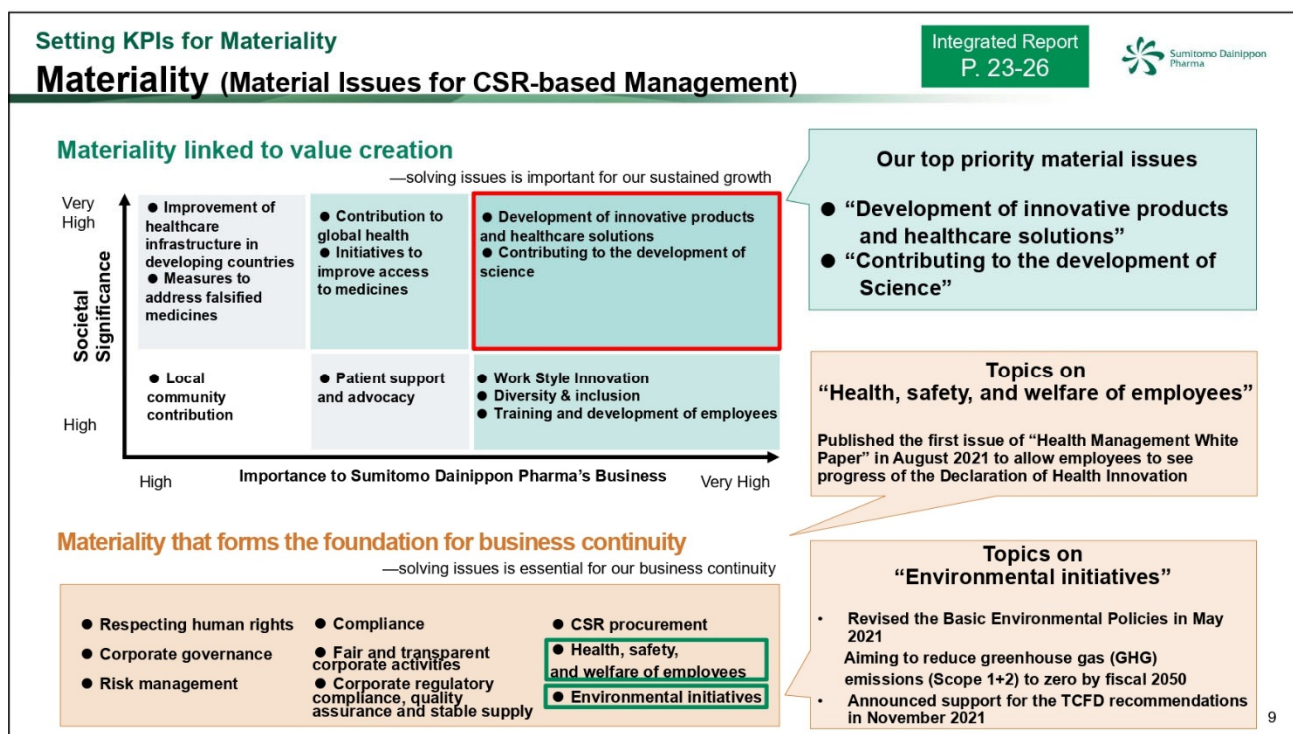 Setting KPIs for Materiality
Materiality (Material Issues for CSR-based Management)
Integrated Report
P. 23-26
Sumitomo Dainippon
Pharma
Materiality linked to value creation
—solving issues is important for our sustained growth
Very
High
Societal
Significance
High
● Improvement of
healthcare
infrastructure in
developing countries
● Measures to
address falsified
medicines
● Contribution to
global health
● Initiatives to
improve access
to medicines
● Development of innovative products
and healthcare solutions
● Contributing to the development of
science
● Local
community
contribution
● Patient support
and advocacy
● Work Style Innovation
● Diversity & inclusion
● Training and development of employees
High
Importance to Sumitomo Dainippon Pharma's Business
Very High
Our top priority material issues
● “Development of innovative products
and healthcare solutions”
● “Contributing to the development of
Science”
Topics on
“Health, safety, and welfare of employees”
Published the first issue of “Health Management White
Paper” in August 2021 to allow employees to see
progress of the Declaration of Health Innovation
Materiality that forms the foundation for business continuity
—solving issues is essential for our business continuity
● Respecting human rights
● Corporate governance
● Risk management
● Compliance
● Fair and transparent
corporate activities
● Corporate regulatory
compliance, quality
assurance and stable supply
● CSR procurement
● Health, safety,
and welfare of employees
● Environmental initiatives
Topics on
“Environmental initiatives”
• Revised the Basic Environmental Policies in May
2021
Aiming to reduce greenhouse gas (GHG)
emissions (Scope 1+2) to zero by fiscal 2050
• Announced support for the TCFD recommendations
in November 2021
9